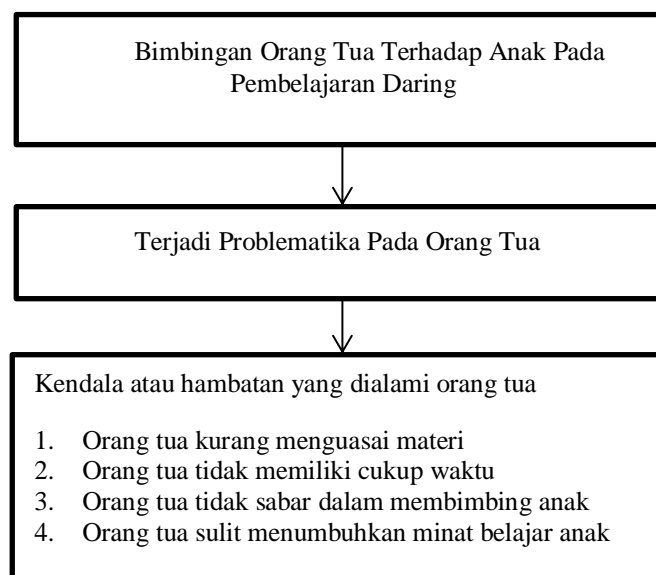 Bimbingan Orang Tua Terhadap Anak Pada
Pembelajaran Daring
Terjadi Problematika Pada Orang Tua
Kendala atau hambatan yang dialami orang tua
1. Orang tua kurang menguasai materi
2. Orang tua tidak memiliki cukup waktu
3. Orang tua tidak sabar dalam membimbing anak
4. Orang tua sulit menumbuhkan minat belajar anak